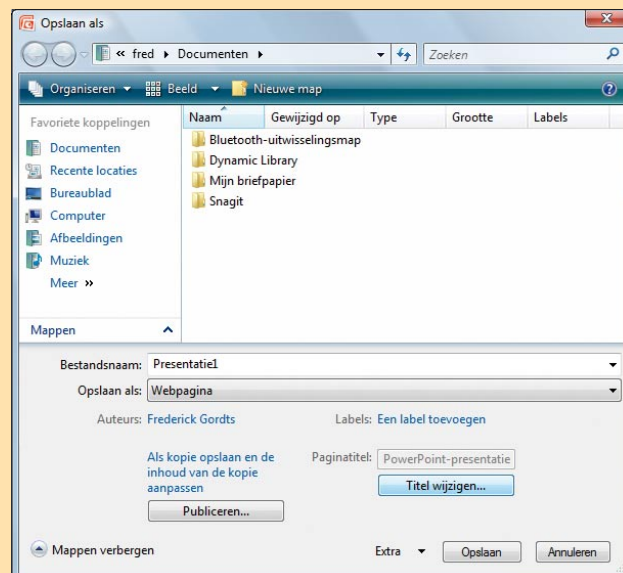 Opslaan als
« fred ▸ Documenten ▸ Zoeken
Organiseren Beeld Nieuwe map
Favoriete koppelingen
Documenten
Recente locaties
Bureaublad
Computer
Afbeeldingen
Muziek
Meer »
Mappen
Naam Gewijzigd op Type Grootte Labels
Bluetooth-uitwisselingsmap
Dynamic Library
Mijn briefpapier
Snagit
Bestandsnaam: Presentatie1
Opslaan als: Webpagina
Auteurs: Frederick Gordts Labels: Een label toevoegen
Als kopie opslaan en de
inhoud van de kopie
aanpassen
Publiceren...
Paginatitel: PowerPoint-presentatie
Titel wijzigen...
Mappen verbergen Extra Opslaan Annuleren